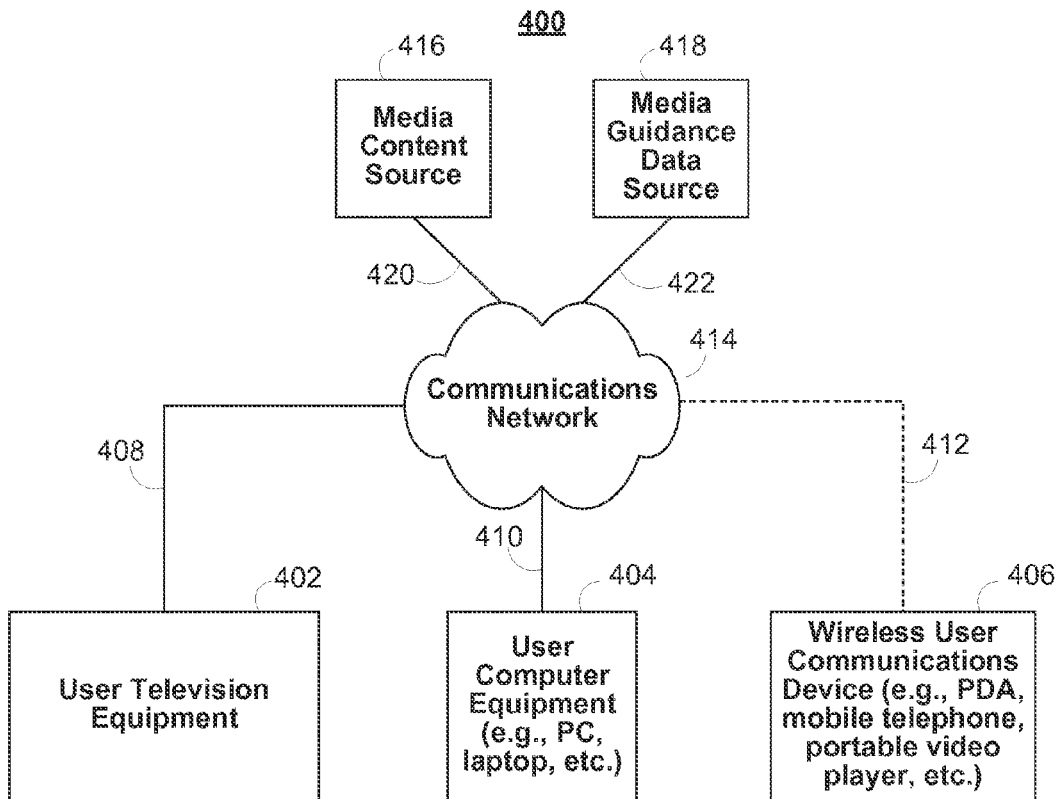 400
416
418
Media
Content
Source
Media
Guidance
Data
Source
420
422
414
Communications
Network
408
412
410
402
404
406
User Television
Equipment
User
Computer
Equipment
(e.g., PC,
laptop, etc.)
Wireless User
Communications
Device (e.g., PDA,
mobile telephone,
portable video
player, etc.)